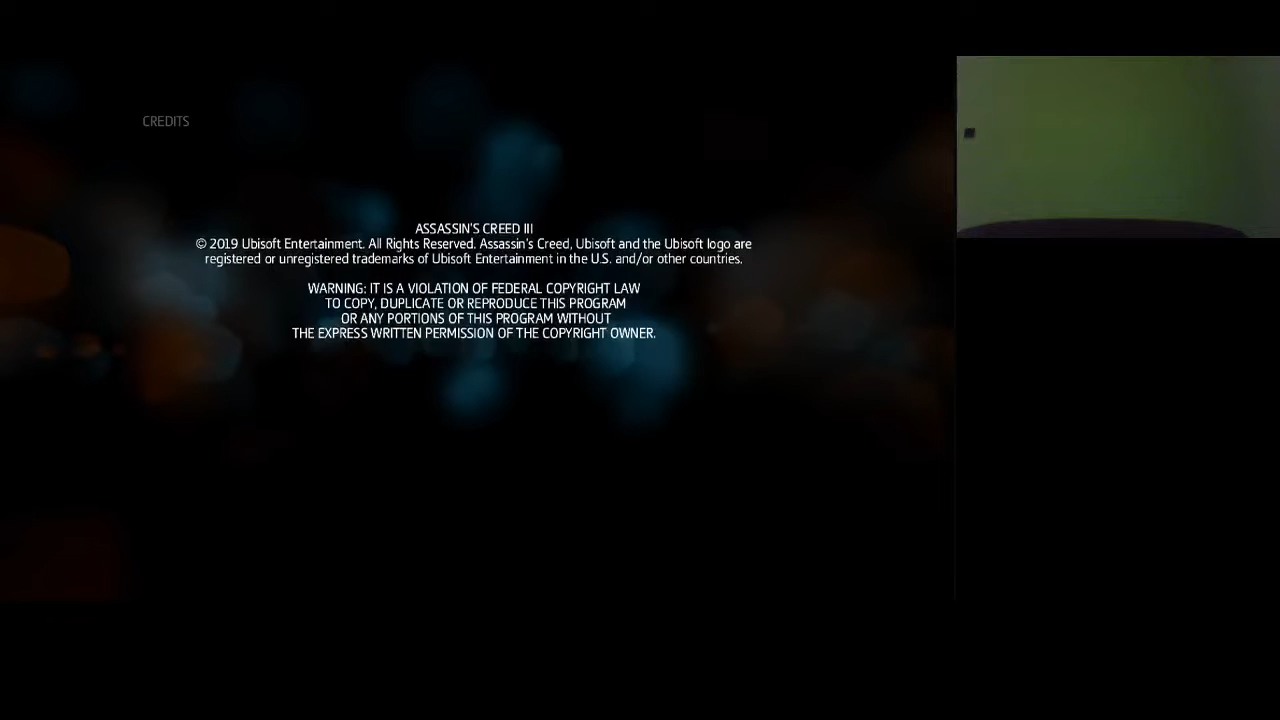 CREDITS
ASSASSIN'S CREED III
© 2019 Ubisoft Entertainment. All Rights Reserved. Assassin's Creed, Ubisoft and the Ubisoft logo are
registered or unregistered trademarks of Ubisoft Entertainment in the U.S. and/or other countries.
WARNING: IT IS A VIOLATION OF FEDERAL COPYRIGHT LAW
TO COPY, DUPLICATE OR REPRODUCE THIS PROGRAM
OR ANY PORTIONS OF THIS PROGRAM WITHOUT
THE EXPRESS WRITTEN PERMISSION OF THE COPYRIGHT OWNER.